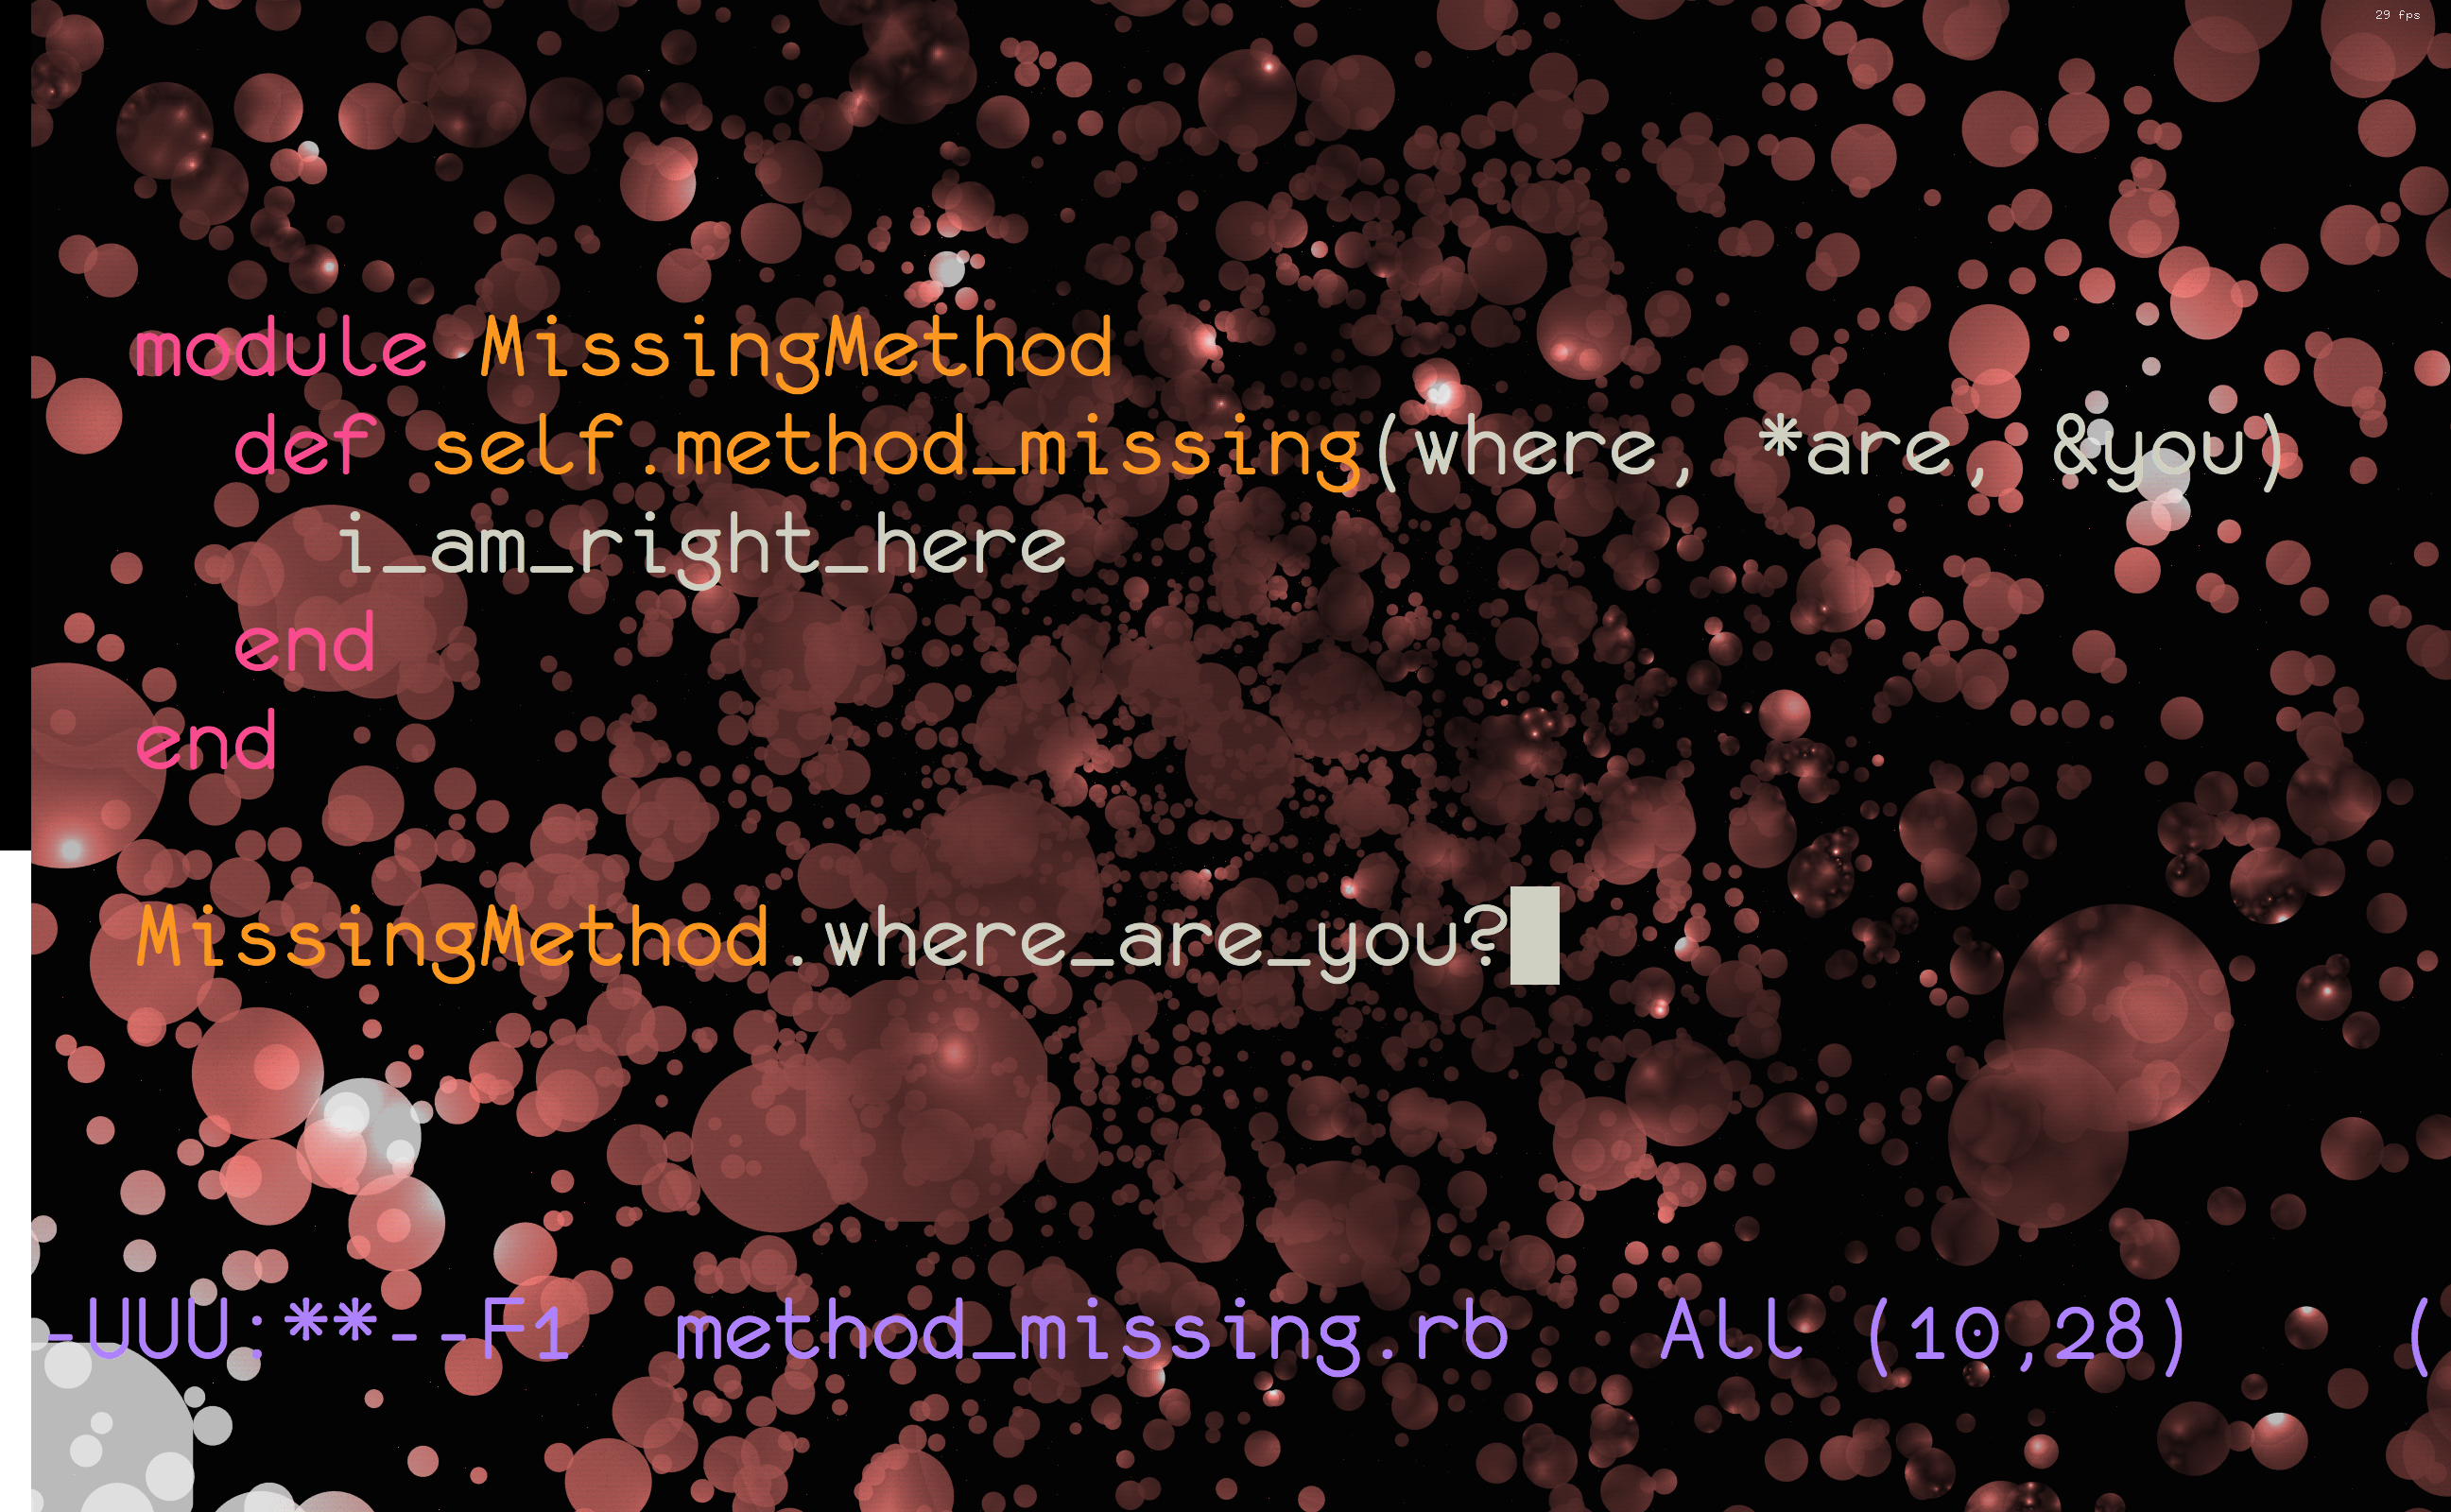 29 fps
module MissingMethod
  def self.method_missing(where, *are, &you)
    i_am_right_here
  end
end
MissingMethod.where_are_you?
-UUU:**--F1  method_missing.rb   All (10,28)    (